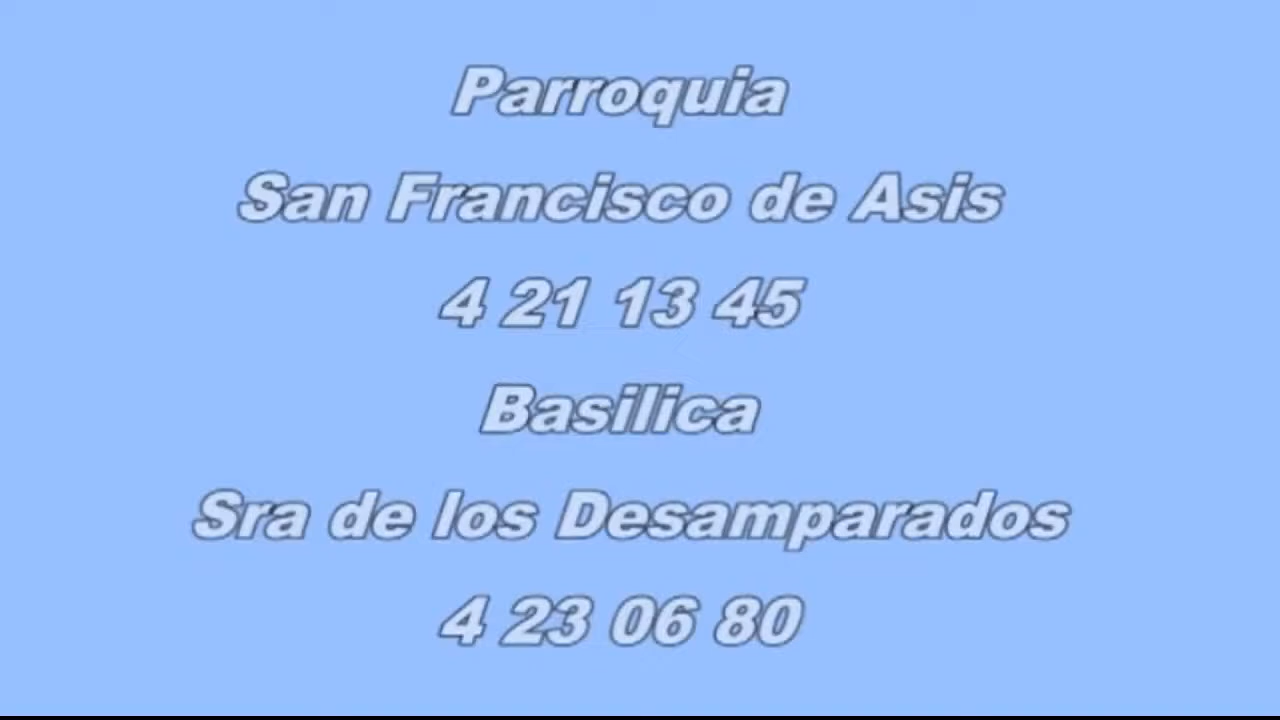 Parroquia
San Francisco de Asis
4 21 13 45
Basilica
Sra de los Desamparados
4 23 06 80